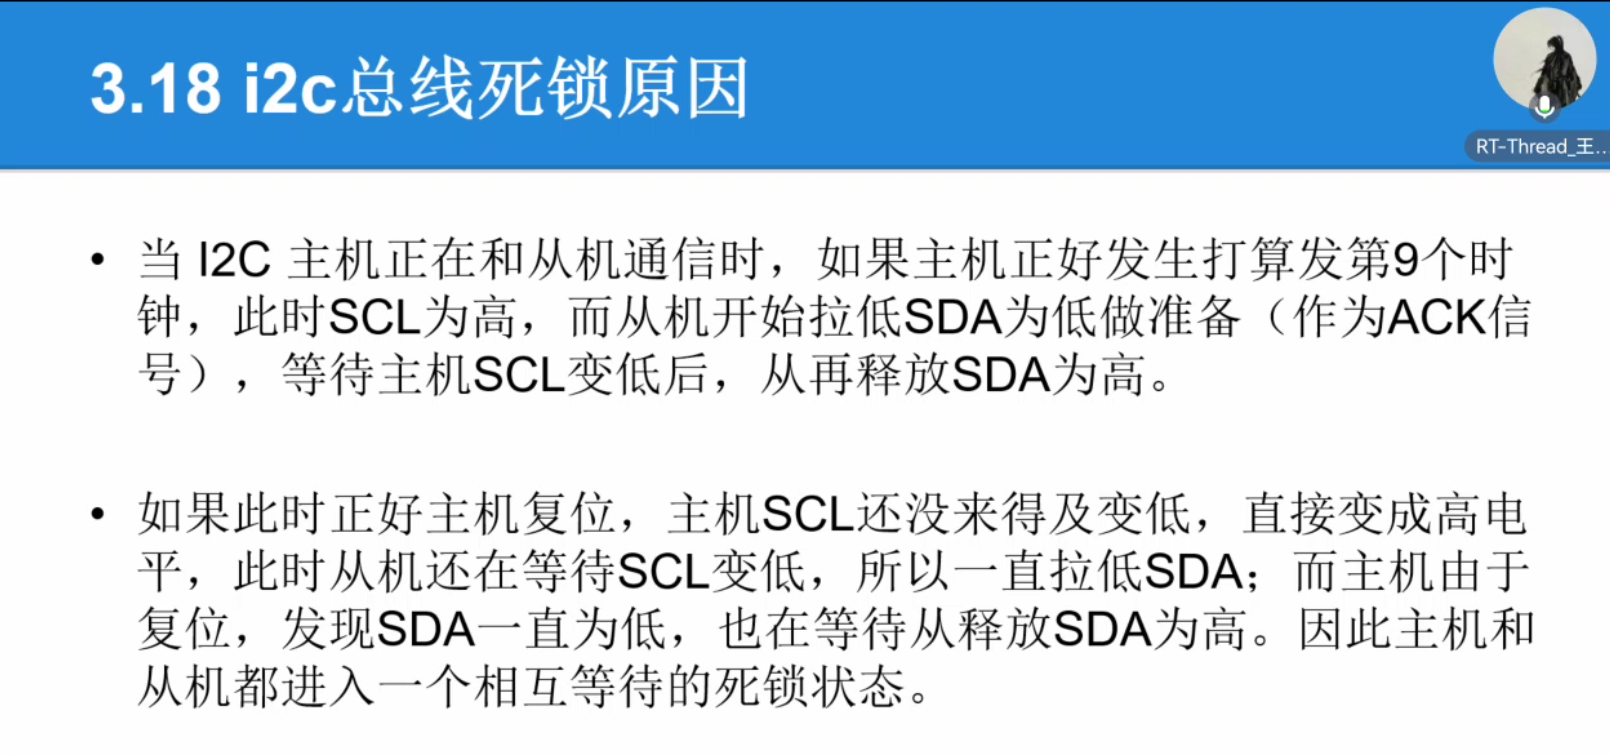 3.18 i2c总线死锁原因
RT-Thread_王...
• 当 I2C 主机正在和从机通信时，如果主机正好发生打算发第9个时
钟，此时SCL为高，而从机开始拉低SDA为低做准备（作为ACK信
号），等待主机SCL变低后，从再释放SDA为高。
• 如果此时正好主机复位，主机SCL还没来得及变低，直接变成高电
平，此时从机还在等待SCL变低，所以一直拉低SDA；而主机由于
复位，发现SDA一直为低，也在等待从释放SDA为高。因此主机和
从机都进入一个相互等待的死锁状态。